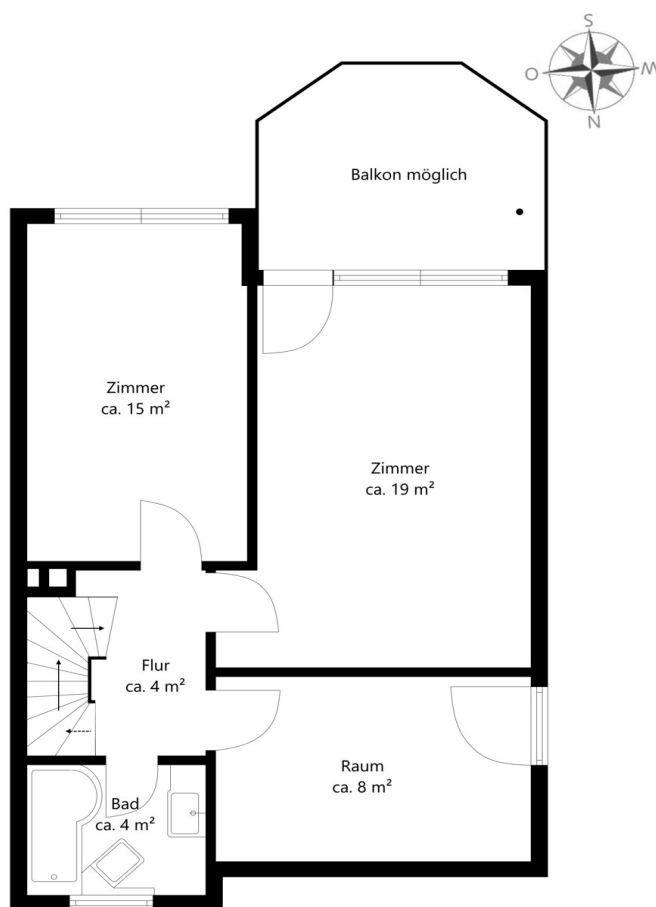 S
O
W
N
Balkon möglich
Zimmer
ca. 15 m²
Zimmer
ca. 19 m²
Flur
ca. 4 m²
Raum
ca. 8 m²
Bad
ca. 4 m²